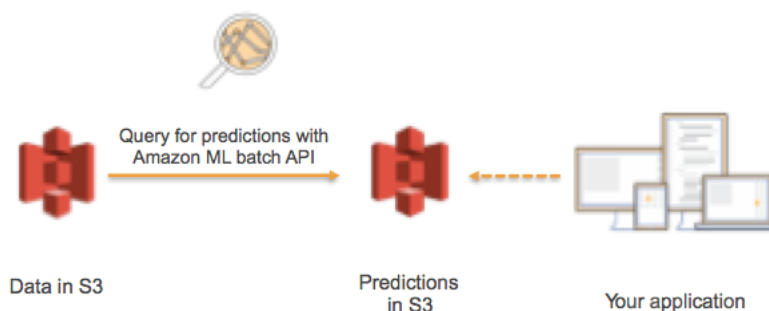 Query for predictions with
Amazon ML batch API
Data in S3
Predictions
in S3
Your application